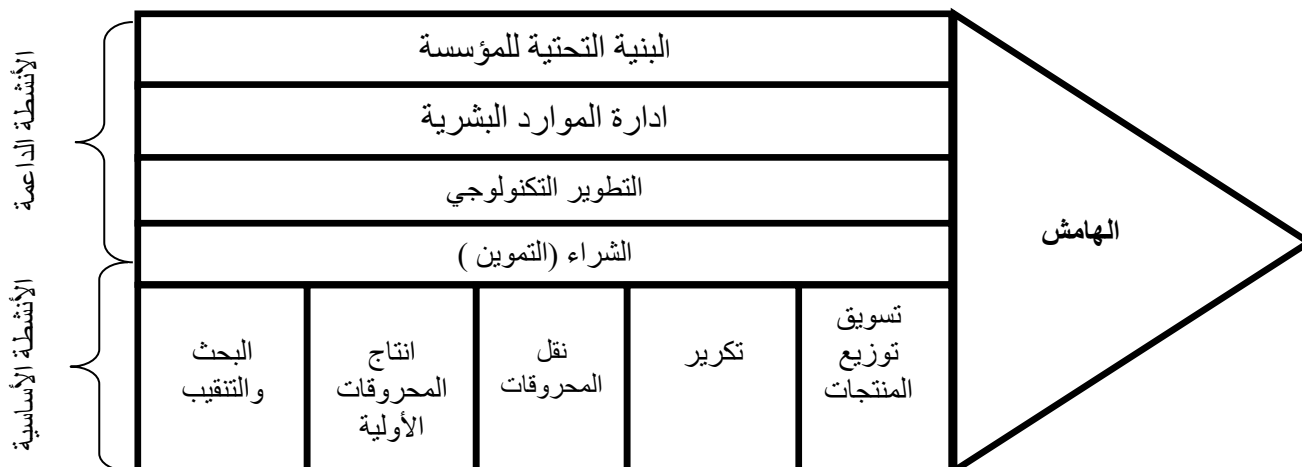 البنية التحتية للمؤسسة
ادارة الموارد البشرية
التطوير التكنولوجي
الشراء (التموين )
الأنشطة الداعمة
الأنشطة الأساسية
البحث
والتنقيب
انتاج
المحروقات
الأولية
نقل
المحروقات
تكرير
تسويق
توزيع
المنتجات
الهامش